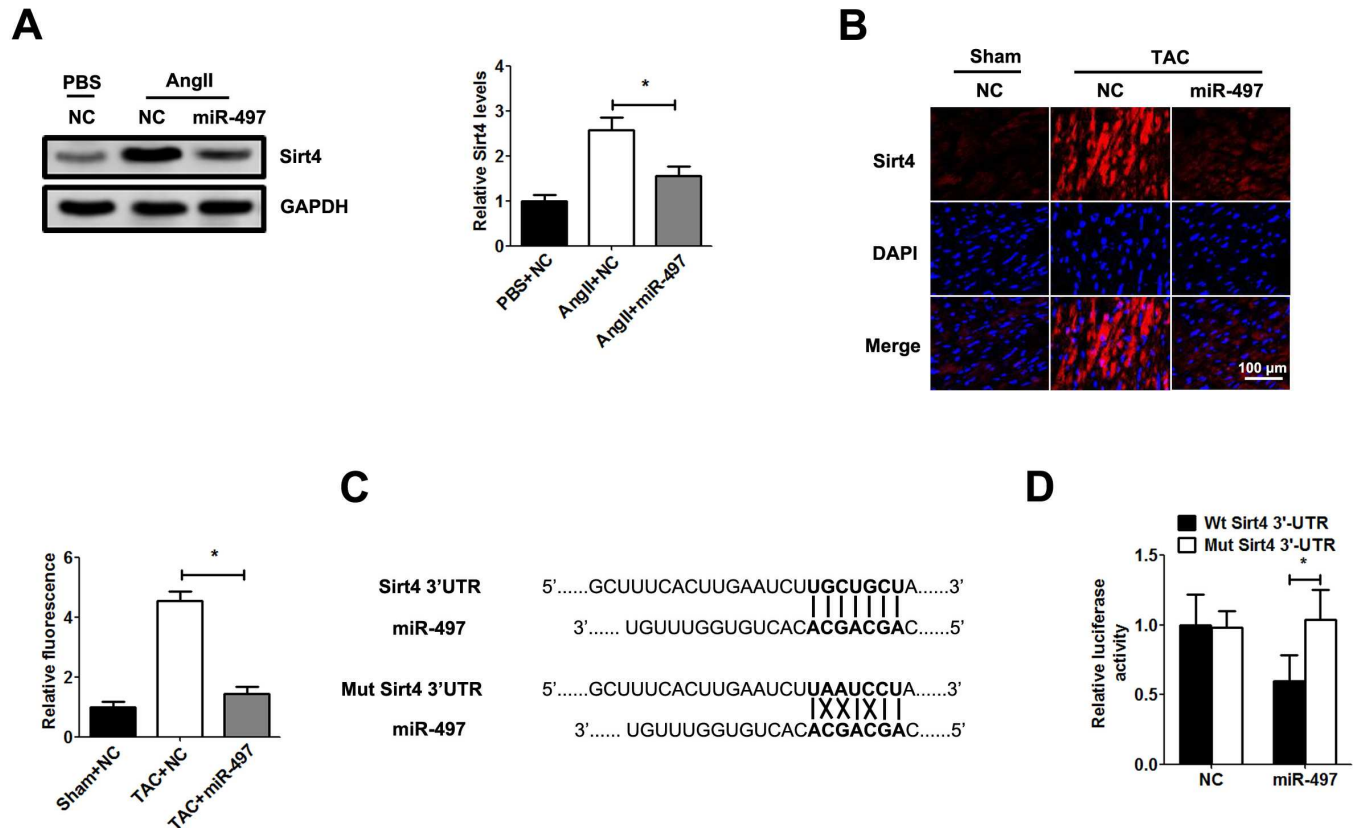 A
PBS AngII
NC NC miR-497
Sirt4
GAPDH
Relative Sirt4 levels
4
3
2
1
0
*
PBS+NC
AngII+NC
AngII+miR-497
B
Sham TAC
NC NC miR-497
Sirt4
DAPI
Merge
100 μm
Relative fluorescence
6
4
2
0
*
Sham+NC
TAC+NC
TAC+miR-497
C
Sirt4 3’UTR 5’......GCUUUCACUUGAAUCUUGCUGCUA......3’
miR-497 3’...... UGUUUGGUGUCACACGACGAC......5’
Mut Sirt4 3’UTR 5’......GCUUUCACUUGAAUCUUAAUCCUA......3’
XX X
miR-497 3’...... UGUUUGGUGUCACACGACGAC......5’
D
Wt Sirt4 3'-UTR
Mut Sirt4 3'-UTR
Relative luciferase
activity
1.5
1.0
0.5
0.0
*
NC miR-497